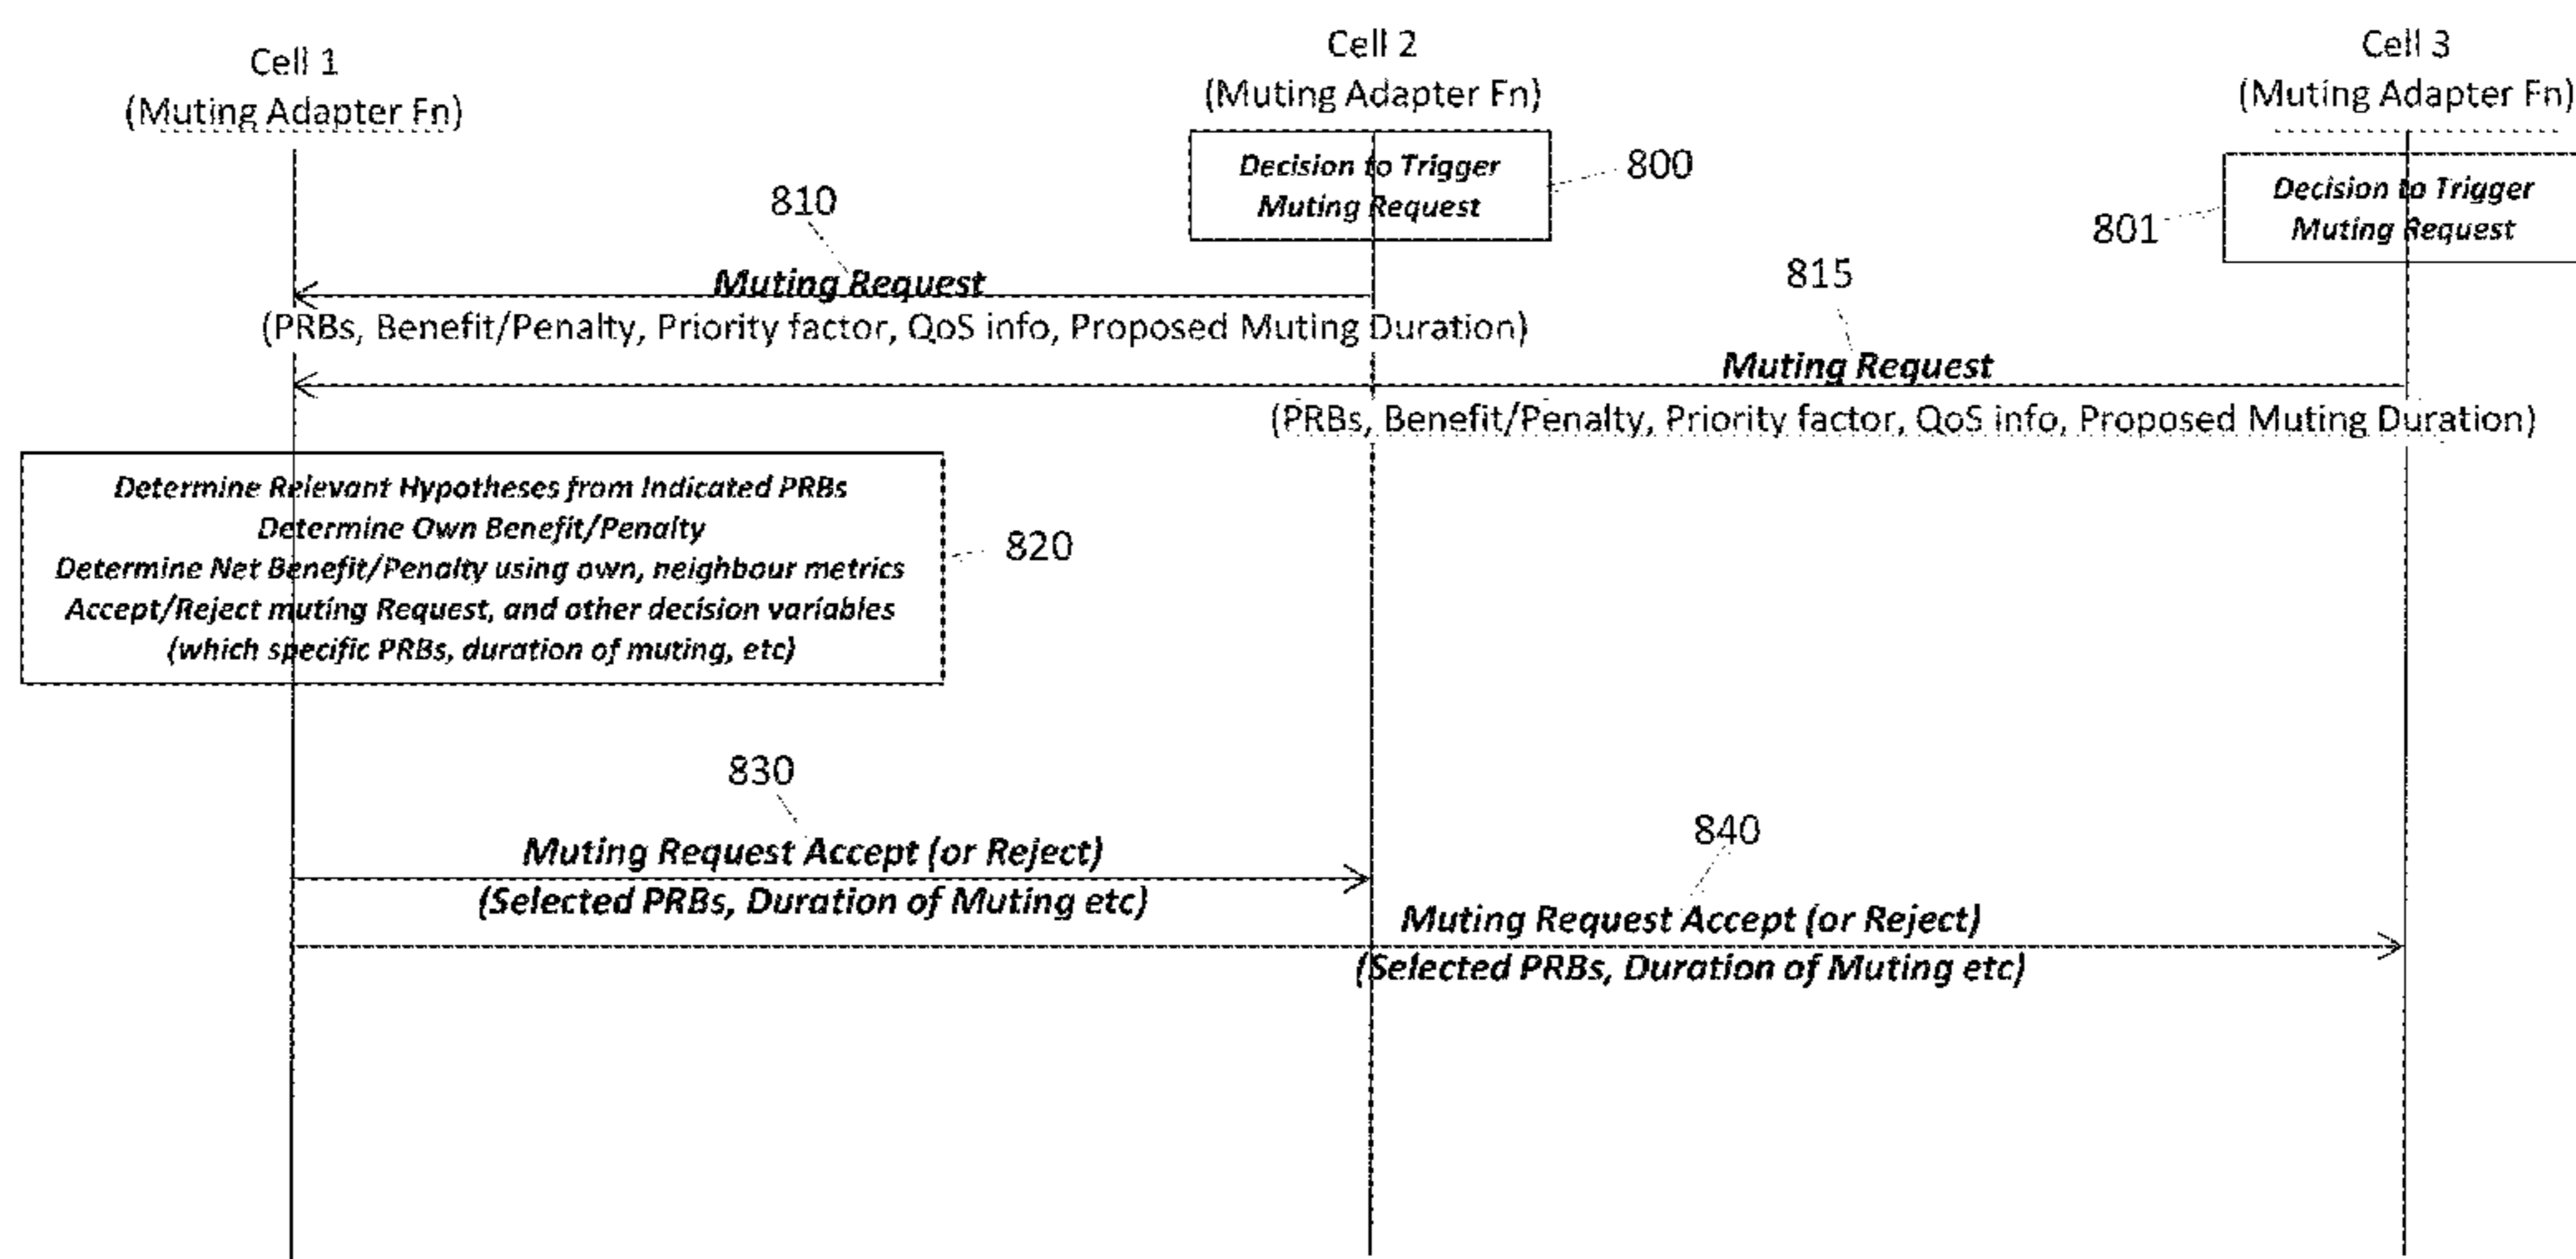 Cell 1
(Muting Adapter Fn)
Cell 2
(Muting Adapter Fn)
Cell 3
(Muting Adapter Fn)
Decision to Trigger
Muting Request
800
Decision to Trigger
Muting Request
801
810
Muting Request
(PRBs, Benefit/Penalty, Priority factor, QoS info, Proposed Muting Duration)
815
Muting Request
(PRBs, Benefit/Penalty, Priority factor, QoS info, Proposed Muting Duration)
Determine Relevant Hypotheses from Indicated PRBs
Determine Own Benefit/Penalty
Determine Net Benefit/Penalty using own, neighbour metrics
Accept/Reject muting Request, and other decision variables
(which specific PRBs, duration of muting, etc)
820
830
Muting Request Accept (or Reject)
(Selected PRBs, Duration of Muting etc)
840
Muting Request Accept (or Reject)
(Selected PRBs, Duration of Muting etc)